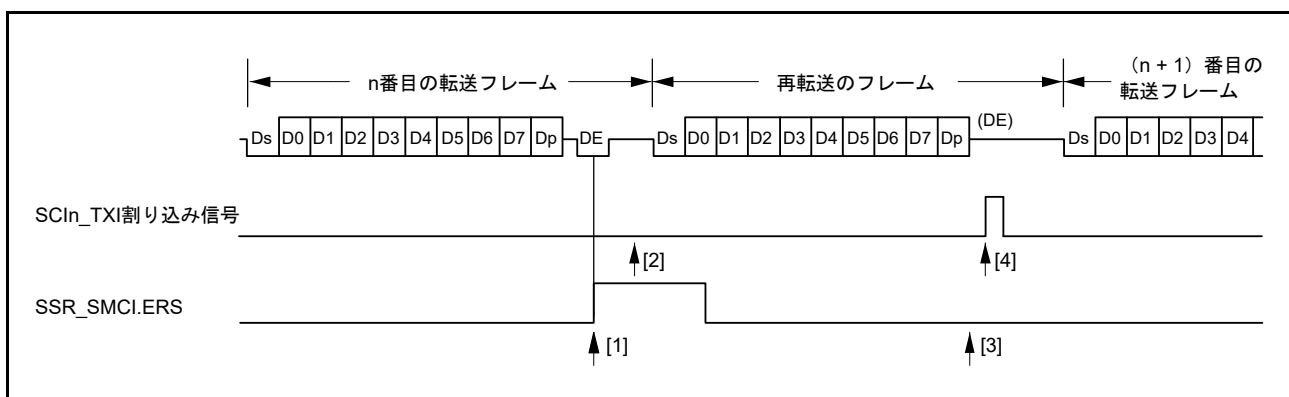 n番目の転送フレーム
再転送のフレーム
（n + 1）番目の
転送フレーム
Ds D0 D1 D2 D3 D4 D5 D6 D7 Dp DE Ds D0 D1 D2 D3 D4 D5 D6 D7 Dp (DE) Ds D0 D1 D2 D3 D4
SCIn_TXI割り込み信号
[2] [4]
SSR_SMCI.ERS
[1] [3]